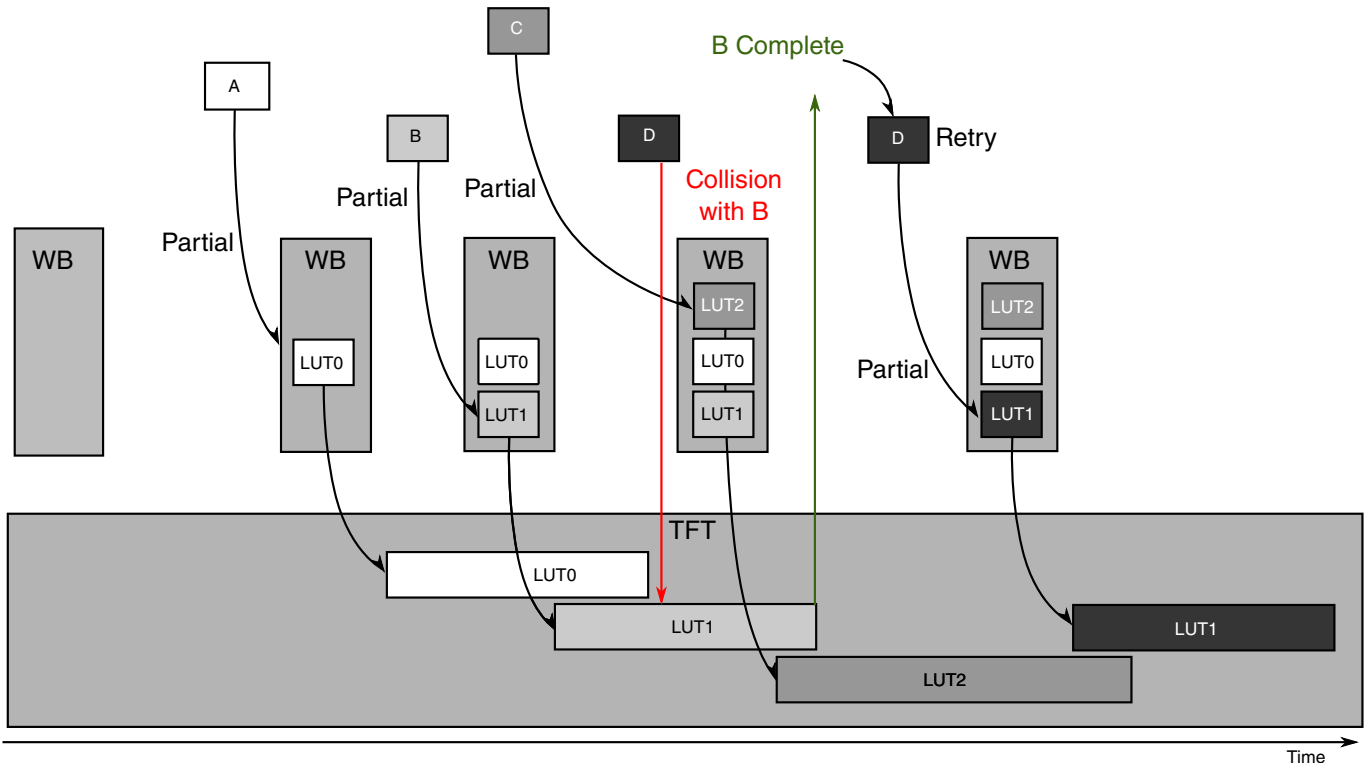 C
B Complete
A
B
D
D
Retry
Partial
Partial
Partial
Collision
with B
WB
WB
WB
WB
WB
LUT0
LUT0
LUT1
LUT2
LUT0
LUT1
Partial
LUT2
LUT0
LUT1
TFT
LUT0
LUT1
LUT1
LUT2
Time